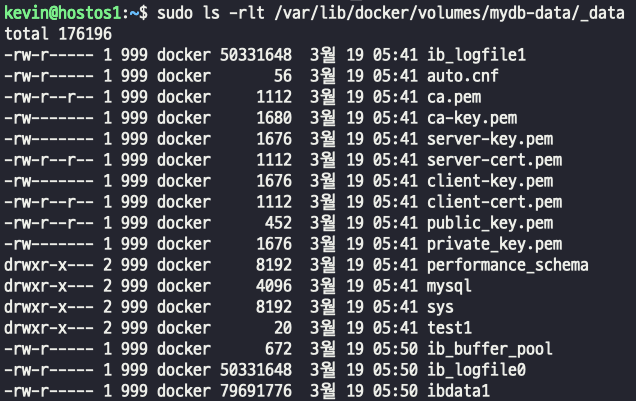 kevin@hostos1:~$ sudo ls -rlt /var/lib/docker/volumes/mydb-data/_data
total 176196
-rw-r----- 1 999 docker 50331648  3월 19 05:41 ib_logfile1
-rw-r----- 1 999 docker       56  3월 19 05:41 auto.cnf
-rw-r--r-- 1 999 docker     1112  3월 19 05:41 ca.pem
-rw------- 1 999 docker     1680  3월 19 05:41 ca-key.pem
-rw------- 1 999 docker     1676  3월 19 05:41 server-key.pem
-rw-r--r-- 1 999 docker     1112  3월 19 05:41 server-cert.pem
-rw------- 1 999 docker     1676  3월 19 05:41 client-key.pem
-rw-r--r-- 1 999 docker     1112  3월 19 05:41 client-cert.pem
-rw-r--r-- 1 999 docker      452  3월 19 05:41 public_key.pem
-rw------- 1 999 docker     1676  3월 19 05:41 private_key.pem
drwxr-x--- 2 999 docker     8192  3월 19 05:41 performance_schema
drwxr-x--- 2 999 docker     4096  3월 19 05:41 mysql
drwxr-x--- 2 999 docker     8192  3월 19 05:41 sys
drwxr-x--- 2 999 docker       20  3월 19 05:41 test1
-rw-r----- 1 999 docker      672  3월 19 05:50 ib_buffer_pool
-rw-r----- 1 999 docker 50331648  3월 19 05:50 ib_logfile0
-rw-r----- 1 999 docker 79691776  3월 19 05:50 ibdata1